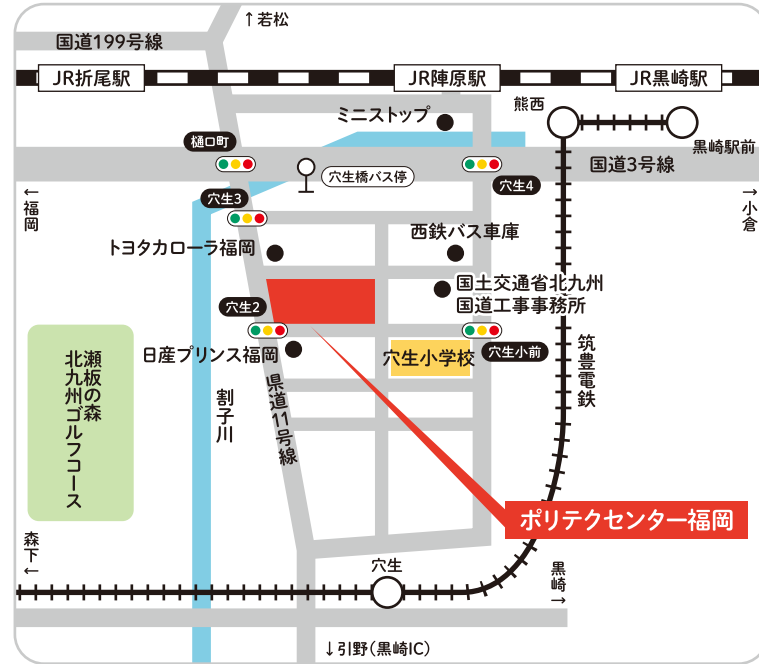 ↑若松
国道199号線
JR折尾駅
JR陣原駅
JR黒崎駅
ミニストップ
熊西
黒崎駅前
樋口町
穴生橋バス停
穴生4
国道3号線
←福岡
→小倉
穴生3
トヨタカローラ福岡
西鉄バス車庫
国土交通省北九州
国道工事事務所
穴生2
日産プリンス福岡
穴生小学校
穴生小前
筑豊電鉄
瀬板の森
北九州ゴルフコース
割子川
県道11号線
ポリテクセンター福岡
森下←
穴生
黒崎→
↓引野(黒崎IC)